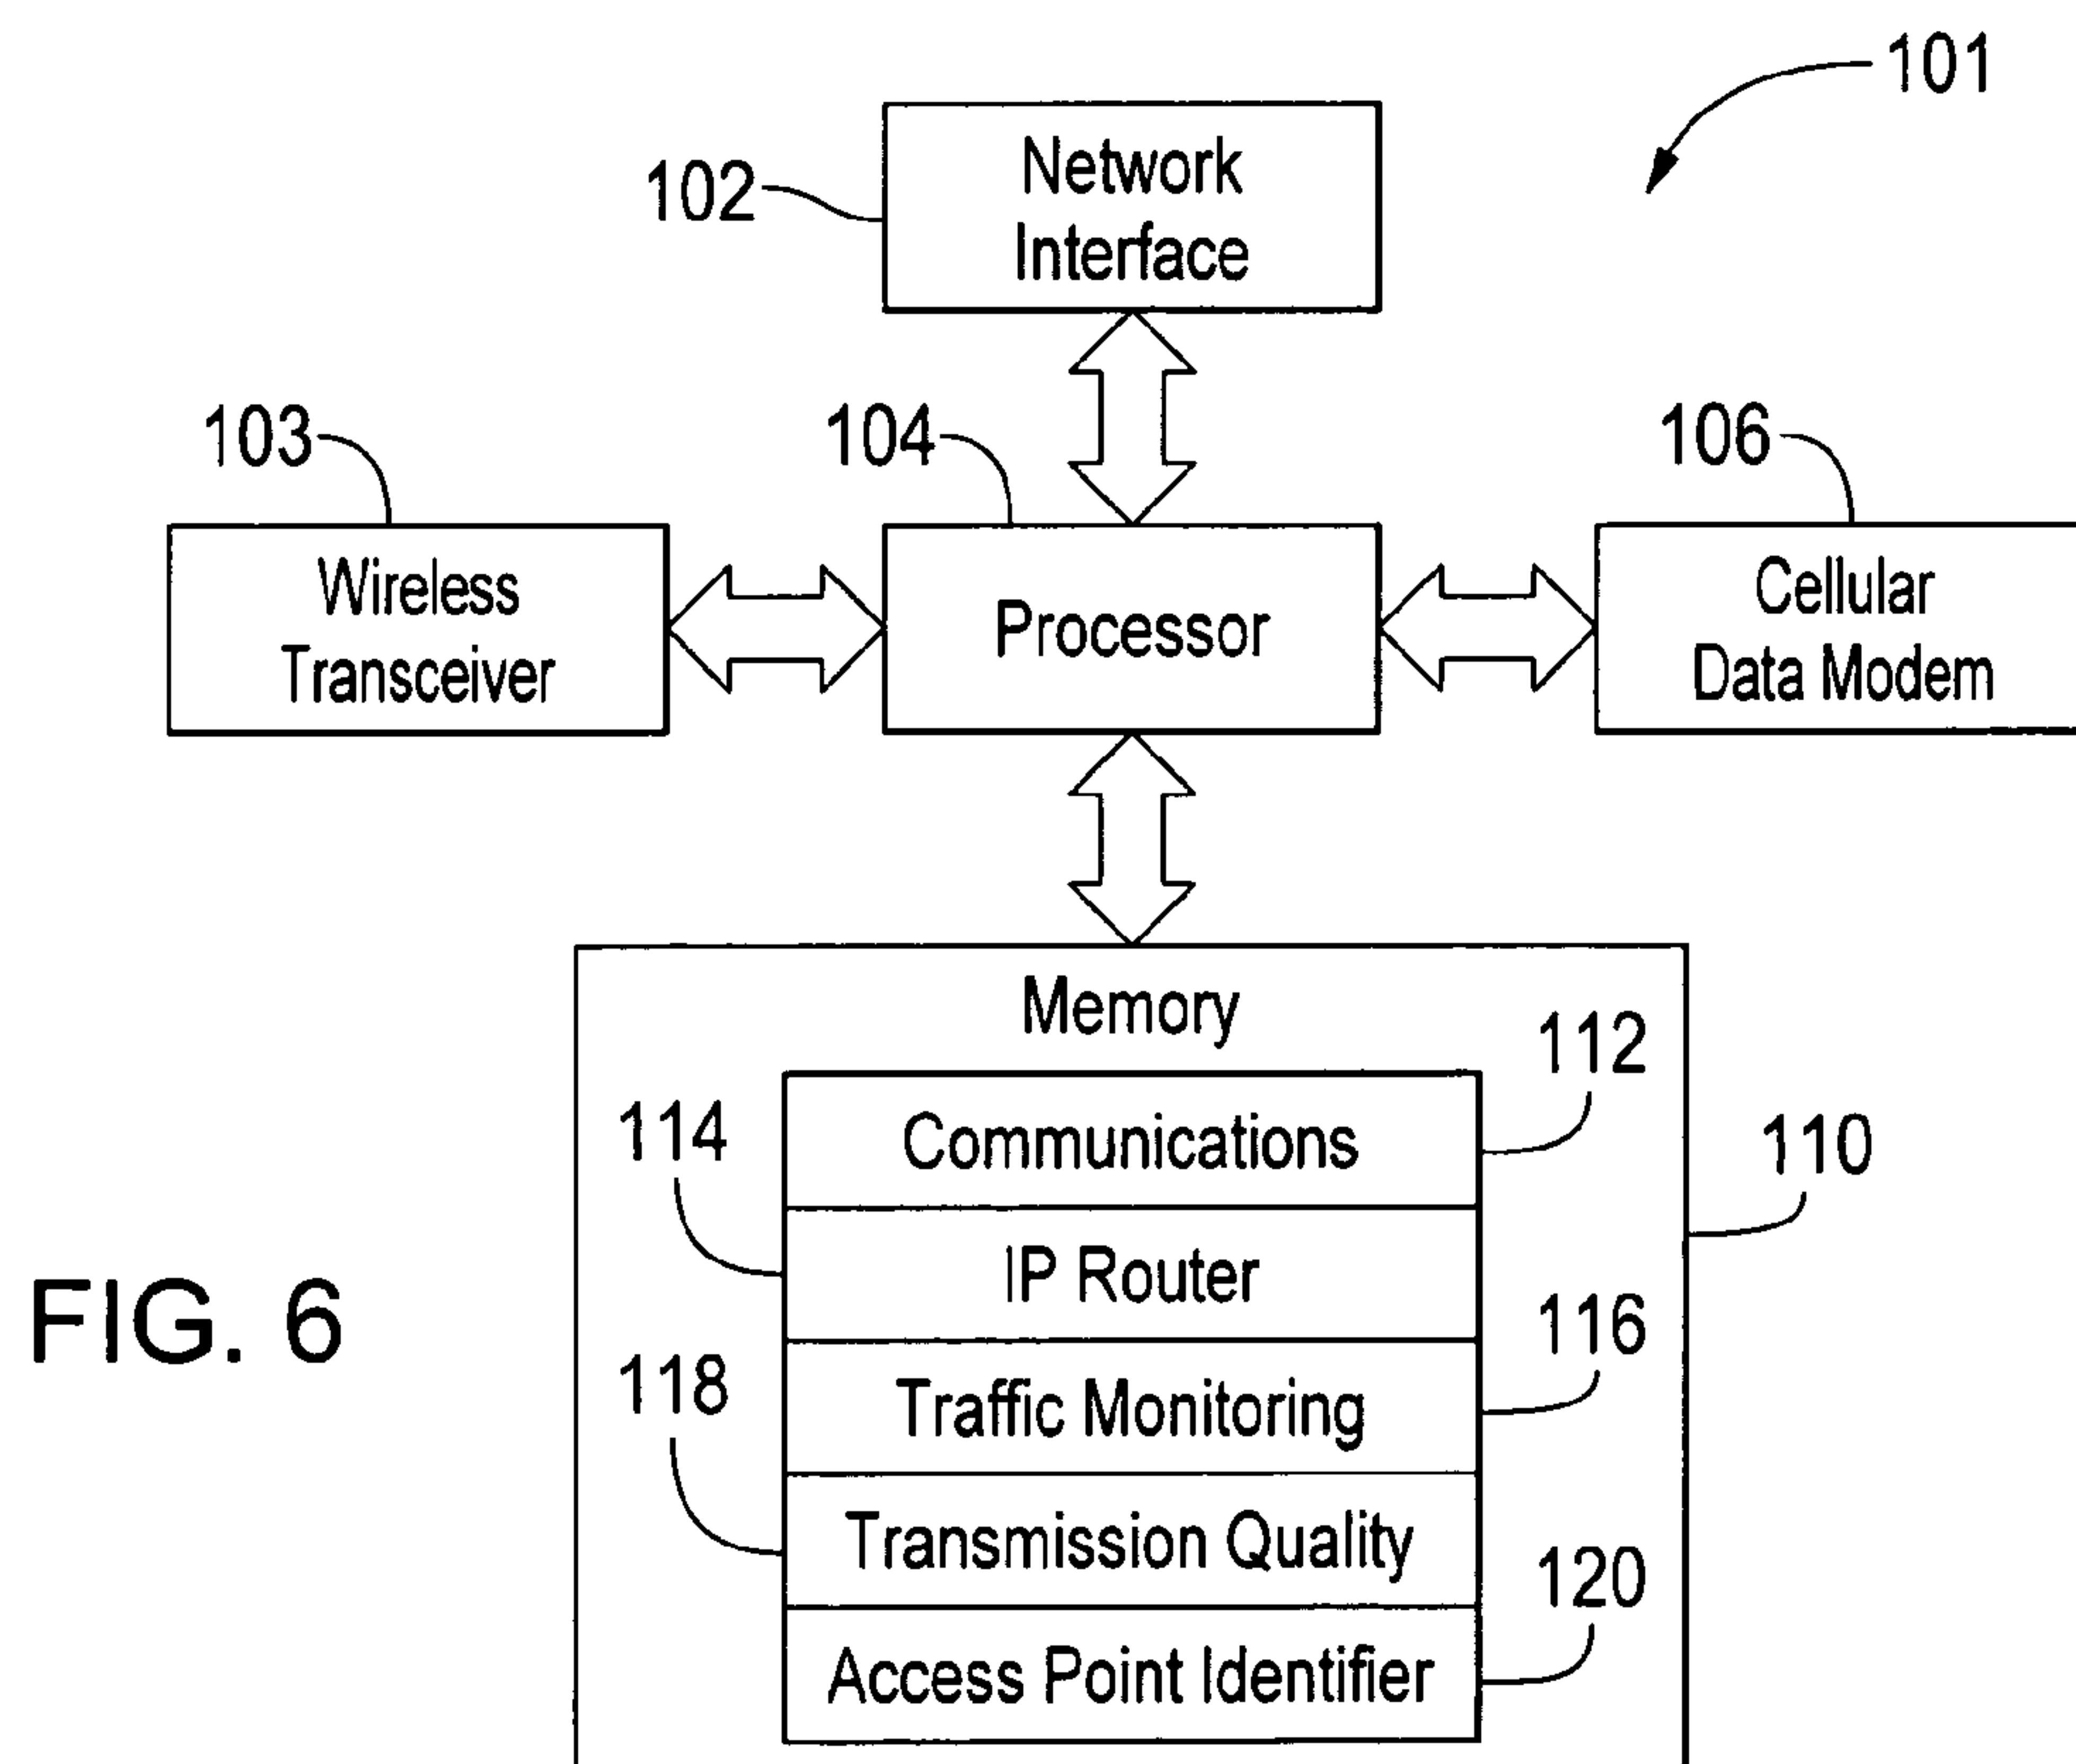 101
102
Network
Interface
103
104
106
Wireless
Transceiver
Processor
Cellular
Data Modem
Memory
112
114
Communications
110
IP Router
FIG. 6
116
118
Traffic Monitoring
Transmission Quality
120
Access Point Identifier